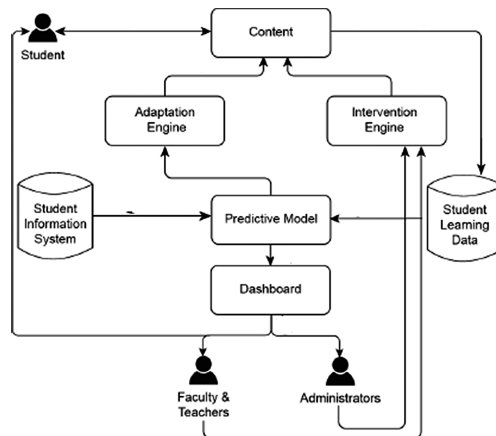 Content
Student
Adaptation
Engine
Intervention
Engine
Student
Information
System
Predictive Model
Student
Learning
Data
Dashboard
Faculty &
Teachers
Administrators